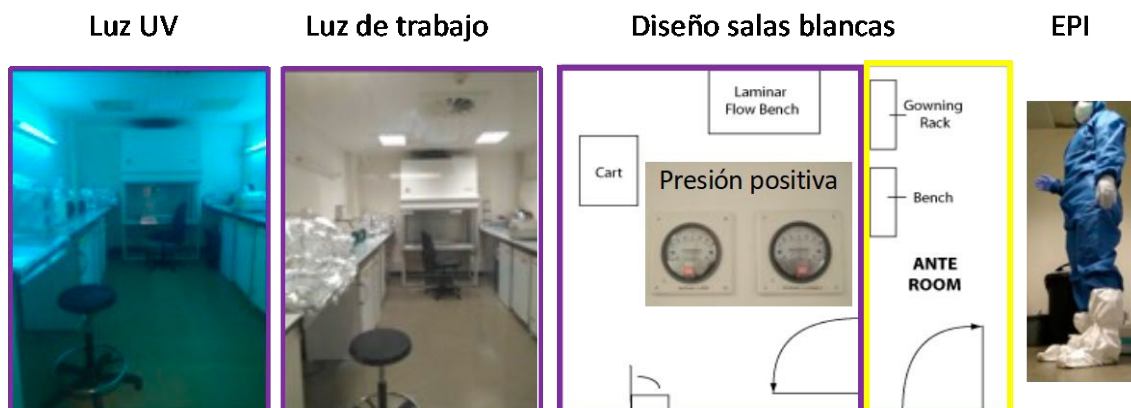 Luz UV
Luz de trabajo
Diseño salas blancas
EPI
Laminar
Flow Bench
Cart
Presión positiva
Gowning
Rack
Bench
ANTE
ROOM